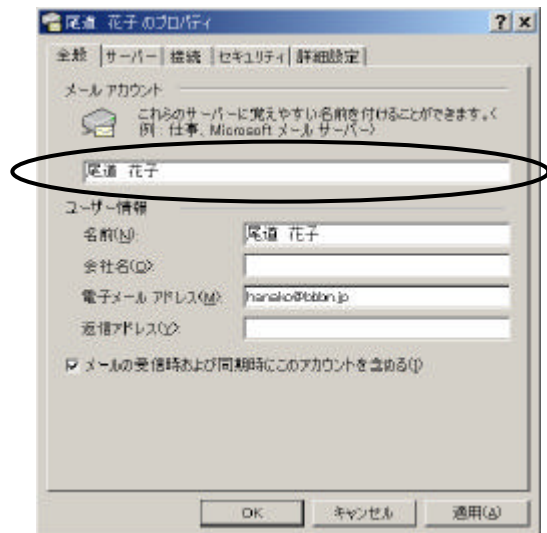 尾道 花子のプロパティ
全般 サーバー 接続 セキュリティ 詳細設定
メール アカウント
これらのサーバーに覚えやすい名前を付けることができます。<
例 : 仕事、Microsoft メール サーバー>
尾道 花子
ユーザー情報
名前(N): 尾道 花子
会社名(O):
電子メール アドレス(M): hanako@bbbn.jp
返信アドレス(Y):
メールの受信時および同期時にこのアカウントを含める(I)
OK キャンセル 適用(A)